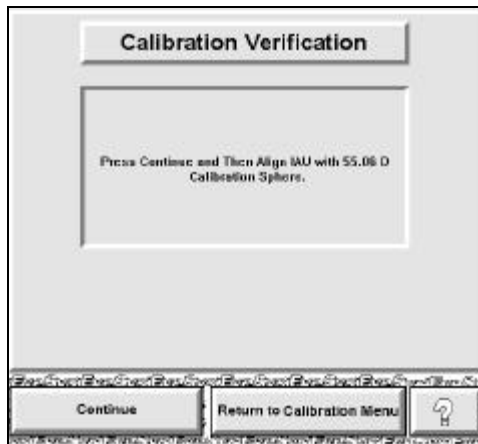 Calibration Verification
Press Continue and Then Align IAU with 55.06 D
Calibration Sphere.
Continue
Return to Calibration Menu
?